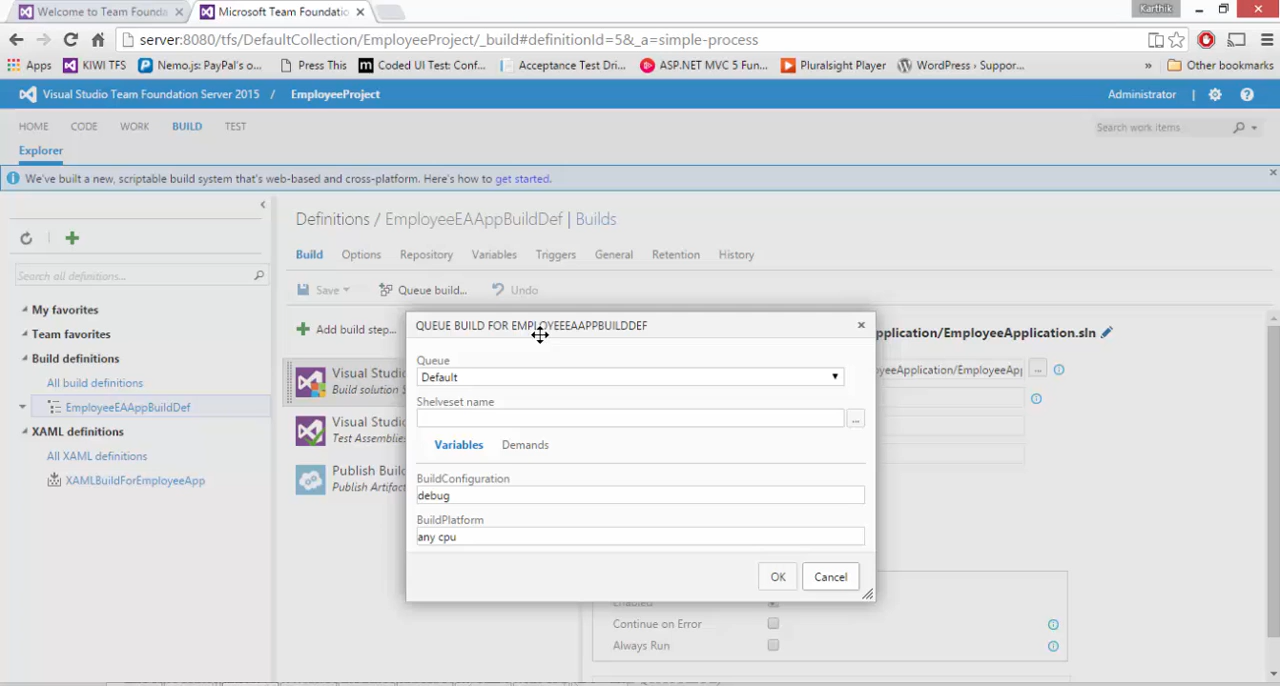 Welcome to Team Founda
Microsoft Team Foundatio
Karthik
server:8080/tfs/DefaultCollection/EmployeeProject/_build#definitionId=5&_a=simple-process
Apps KIWI TFS Nemo.js: PayPal's o... Press This Coded UI Test: Conf... Acceptance Test Dri... ASP.NET MVC 5 Fun... Pluralsight Player WordPress › Suppor... » Other bookmarks
Visual Studio Team Foundation Server 2015 / EmployeeProject Administrator
HOME CODE WORK BUILD TEST Search work items
Explorer
We've built a new, scriptable build system that's web-based and cross-platform. Here's how to get started.
Definitions / EmployeeEAAppBuildDef | Builds
Search all definitions...
Build Options Repository Variables Triggers General Retention History
Save Queue build... Undo
My favorites
Team favorites
Build definitions
All build definitions
EmployeeEAAppBuildDef
XAML definitions
All XAML definitions
XAMLBuildForEmployeeApp
Add build step...
Visual Studio
Build solution
Visual Studio
Test Assemblies
Publish Buil
Publish Artifac
pplication/EmployeeApplication.sln
yeeApplication/EmployeeApp
...
QUEUE BUILD FOR EMPLOYEEEAAPPBUILDDEF
Queue
Default
Shelveset name
...
Variables Demands
BuildConfiguration
debug
BuildPlatform
any cpu
OK Cancel
Enabled
Continue on Error
Always Run